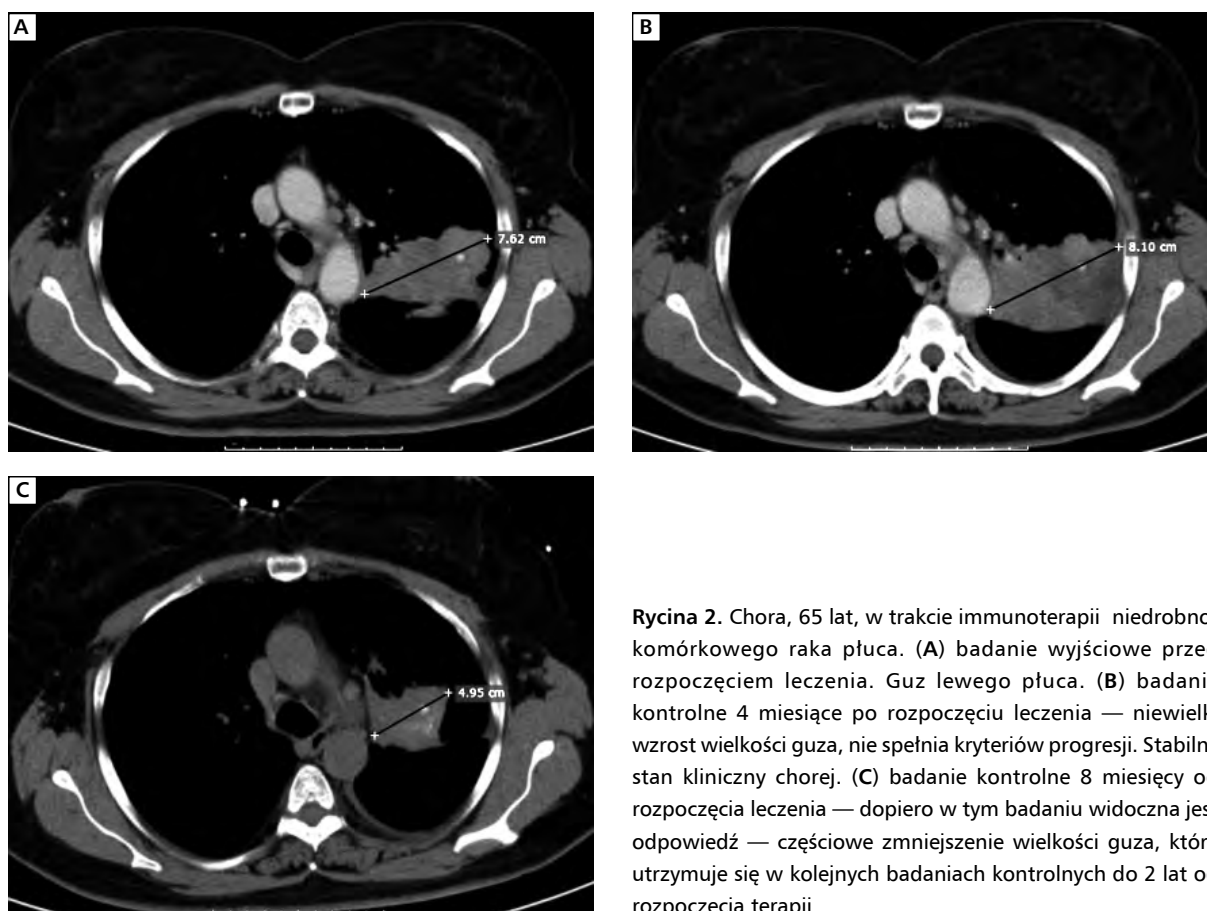 A
7.62 cm
B
8.10 cm
C
4.95 cm
Rycina 2. Chora, 65 lat, w trakcie immunoterapii niedrobno
komórkowego raka płuca. (A) badanie wyjściowe prze
rozpoczęciem leczenia. Guz lewego płuca. (B) badani
kontrolne 4 miesiące po rozpoczęciu leczenia — niewielk
wzrost wielkości guza, nie spełnia kryteriów progresji. Stabiln
stan kliniczny chorej. (C) badanie kontrolne 8 miesięcy o
rozpoczęcia leczenia — dopiero w tym badaniu widoczna jes
odpowiedź — częściowe zmniejszenie wielkości guza, któr
utrzymuje się w kolejnych badaniach kontrolnych do 2 lat o
rozpoczęcia terapii